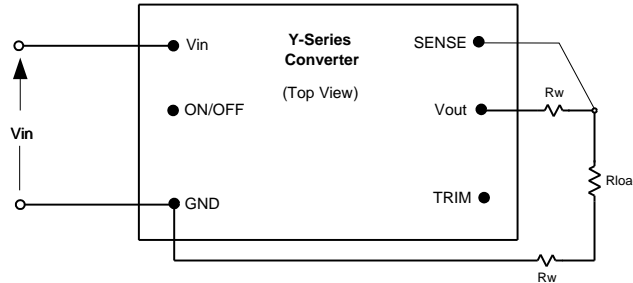 Y-Series
Converter
(Top View)
Vin
SENSE
ON/OFF
Vout
Rw
Vin
Rloa
GND
TRIM
Rw